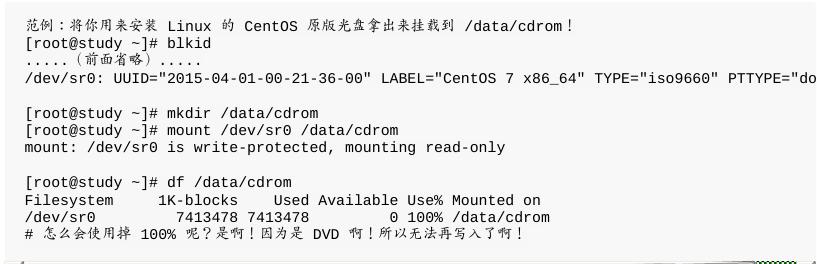 范例：将你用来安装 Linux 的 CentOS 原版光盘拿出来挂载到 /data/cdrom！
[root@study ~]# blkid
.....（前面省略）.....
/dev/sr0: UUID="2015-04-01-00-21-36-00" LABEL="CentOS 7 x86_64" TYPE="iso9660" PTTYPE="do
[root@study ~]# mkdir /data/cdrom
[root@study ~]# mount /dev/sr0 /data/cdrom
mount: /dev/sr0 is write-protected, mounting read-only
[root@study ~]# df /data/cdrom
Filesystem     1K-blocks    Used Available Use% Mounted on
/dev/sr0         7413478 7413478         0 100% /data/cdrom
# 怎么会使用掉 100% 呢？是啊！因为是 DVD 啊！所以无法再写入了啊！